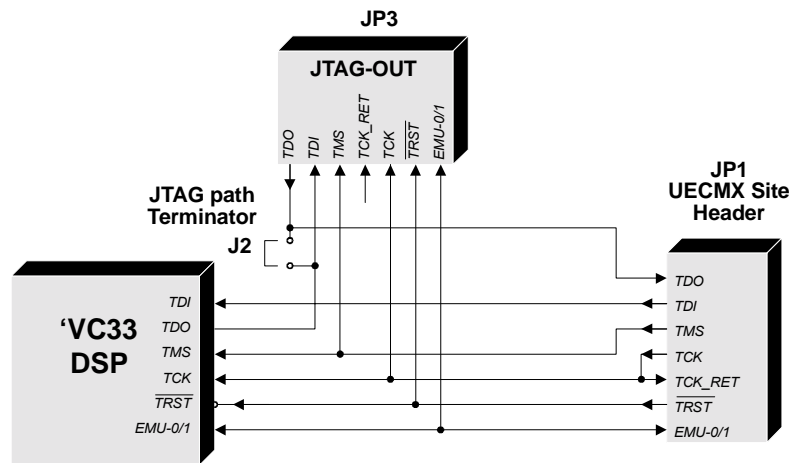 JP3
JTAG-OUT
TDO
TDI
TMS
TCK_RET
TCK
TRST
EMU-0/1
JTAG path
Terminator
J2
JP1
UECMX Site
Header
‘VC33
DSP
TDI
TDO
TMS
TCK
TRST
EMU-0/1
TDO
TDI
TMS
TCK
TCK_RET
TRST
EMU-0/1